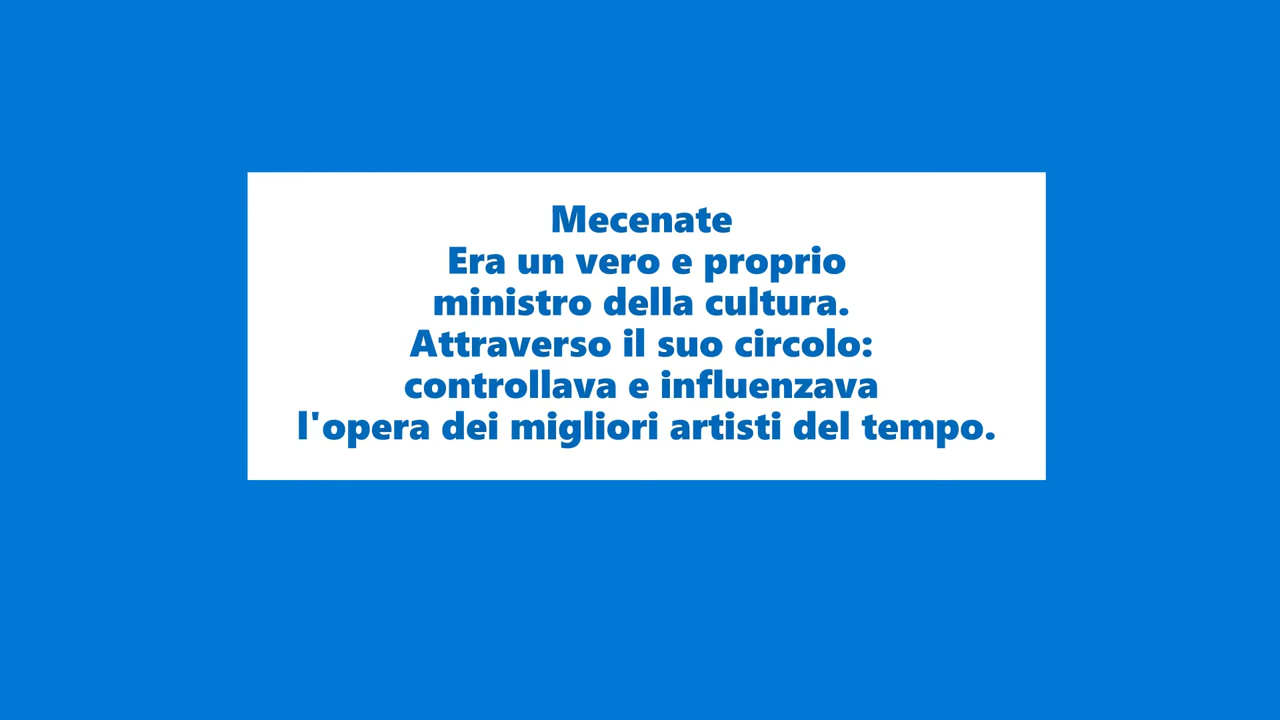 Mecenate
Era un vero e proprio
ministro della cultura.
Attraverso il suo circolo:
controllava e influenzava
l'opera dei migliori artisti del tempo.